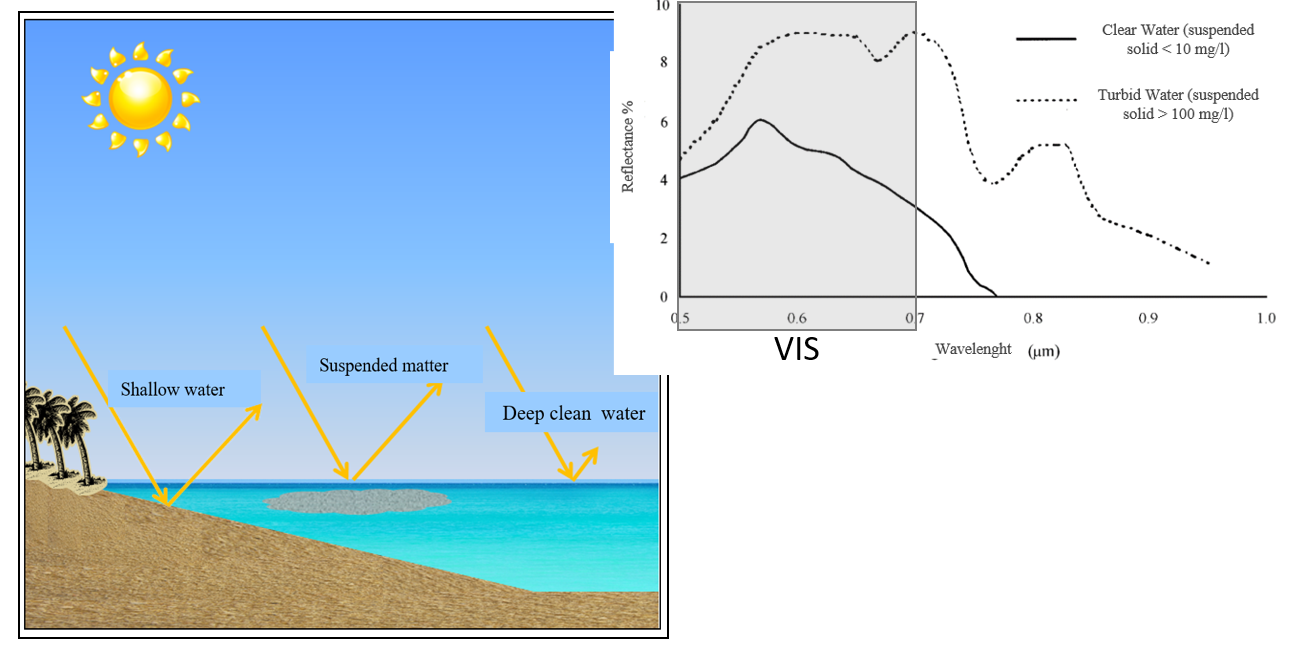 Shallow water
Suspended matter
Deep clean  water
10
8
6
4
2
0
Reflectance %
0.5
0.6
0.7
0.8
0.9
1.0
VIS
Wavelenght (μm)
Clear Water (suspended
solid < 10 mg/l)
Turbid Water (suspended
solid > 100 mg/l)